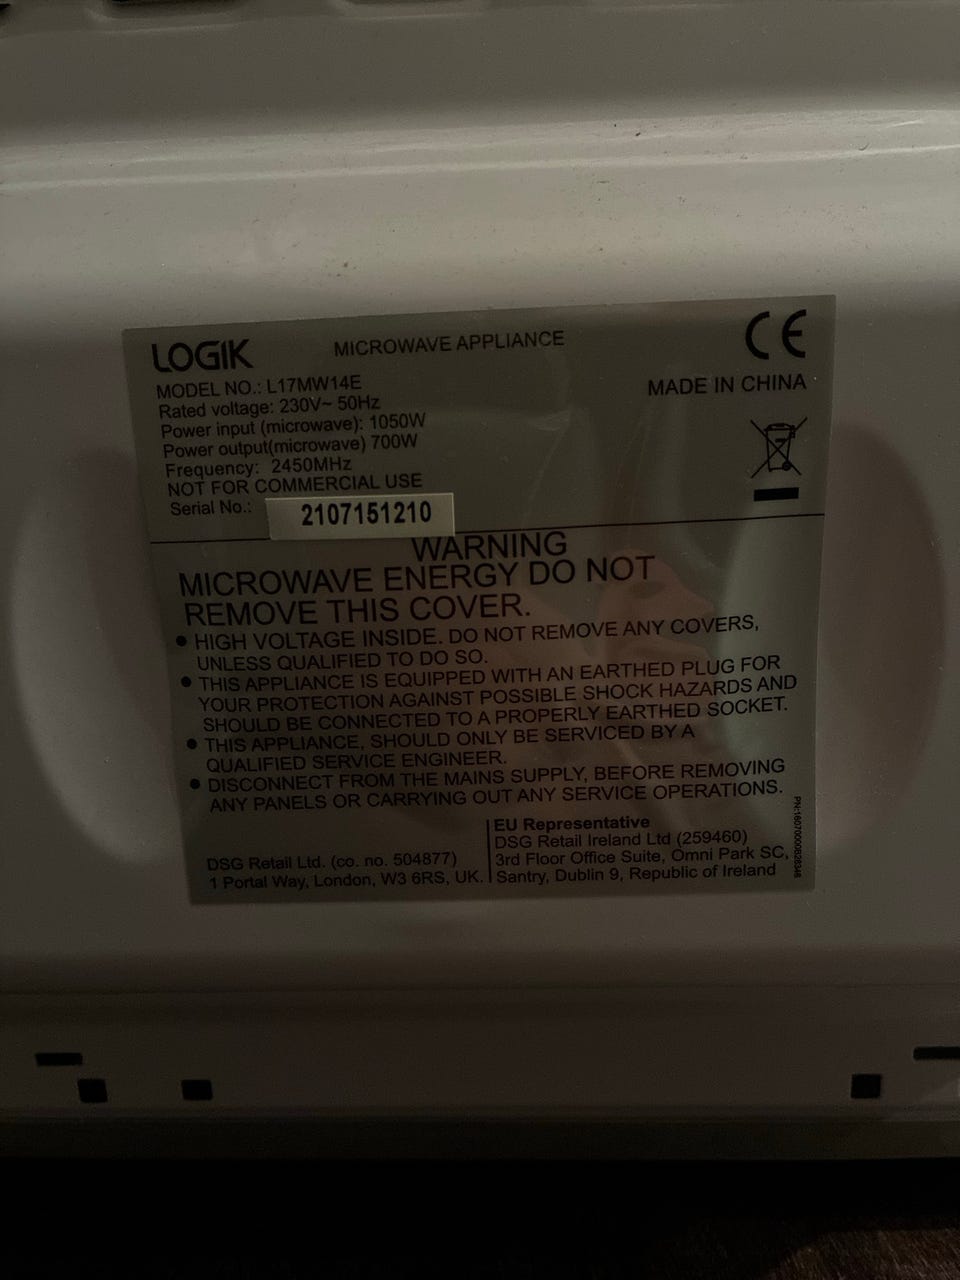 LOGIK
MICROWAVE APPLIANCE
CE
MADE IN CHINA
MODEL NO.: L17MW14E
Rated voltage: 230V~ 50Hz
Power input (microwave): 1050W
Power output(microwave) 700W
Frequency: 2450MHz
NOT FOR COMMERCIAL USE
Serial No.: 2107151210
WARNING
MICROWAVE ENERGY DO NOT
REMOVE THIS COVER.
● HIGH VOLTAGE INSIDE. DO NOT REMOVE ANY COVERS,
UNLESS QUALIFIED TO DO SO.
● THIS APPLIANCE IS EQUIPPED WITH AN EARTHED PLUG FOR
YOUR PROTECTION AGAINST POSSIBLE SHOCK HAZARDS AND
SHOULD BE CONNECTED TO A PROPERLY EARTHED SOCKET.
● THIS APPLIANCE, SHOULD ONLY BE SERVICED BY A
QUALIFIED SERVICE ENGINEER.
● DISCONNECT FROM THE MAINS SUPPLY, BEFORE REMOVING
ANY PANELS OR CARRYING OUT ANY SERVICE OPERATIONS.
DSG Retail Ltd. (co. no. 504877)
1 Portal Way, London, W3 6RS, UK.
EU Representative
DSG Retail Ireland Ltd (259460)
3rd Floor Office Suite, Omni Park SC,
Santry, Dublin 9, Republic of Ireland